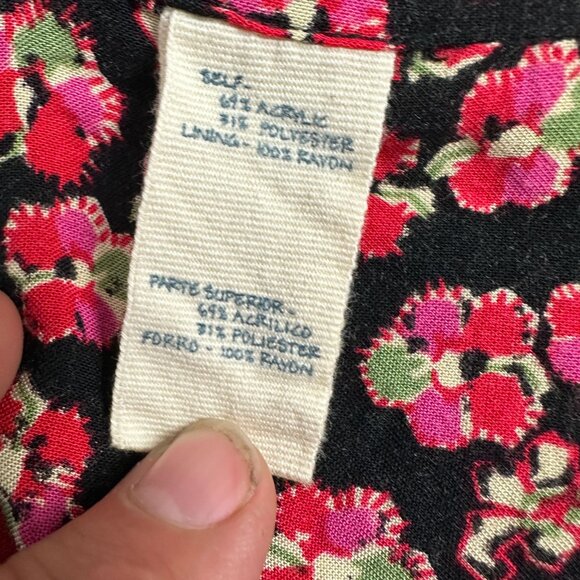 SELF-
69% ACRYLIC
31% POLYESTER
LINING - 100% RAYON
PARTE SUPERIOR -
69% ACRILICO
31% POLIESTER
FORRO - 100% RAYON